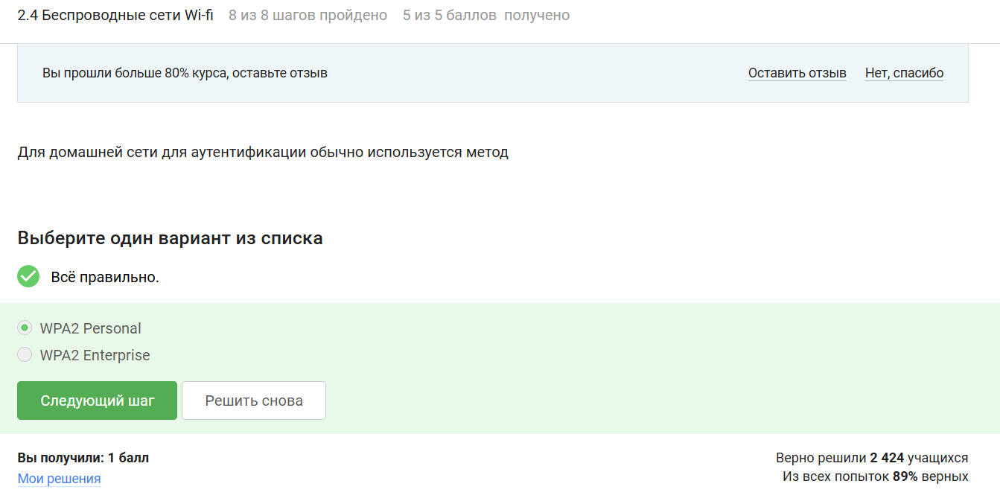 2.4 Беспроводные сети Wi-fi 8 из 8 шагов пройдено 5 из 5 баллов получено
Вы прошли больше 80% курса, оставьте отзыв Оставить отзыв Нет, спасибо
Для домашней сети для аутентификации обычно используется метод
Выберите один вариант из списка
Всё правильно.
WPA2 Personal
WPA2 Enterprise
Следующий шаг Решить снова
Вы получили: 1 балл Верно решили 2 424 учащихся
Мои решения Из всех попыток 89% верных